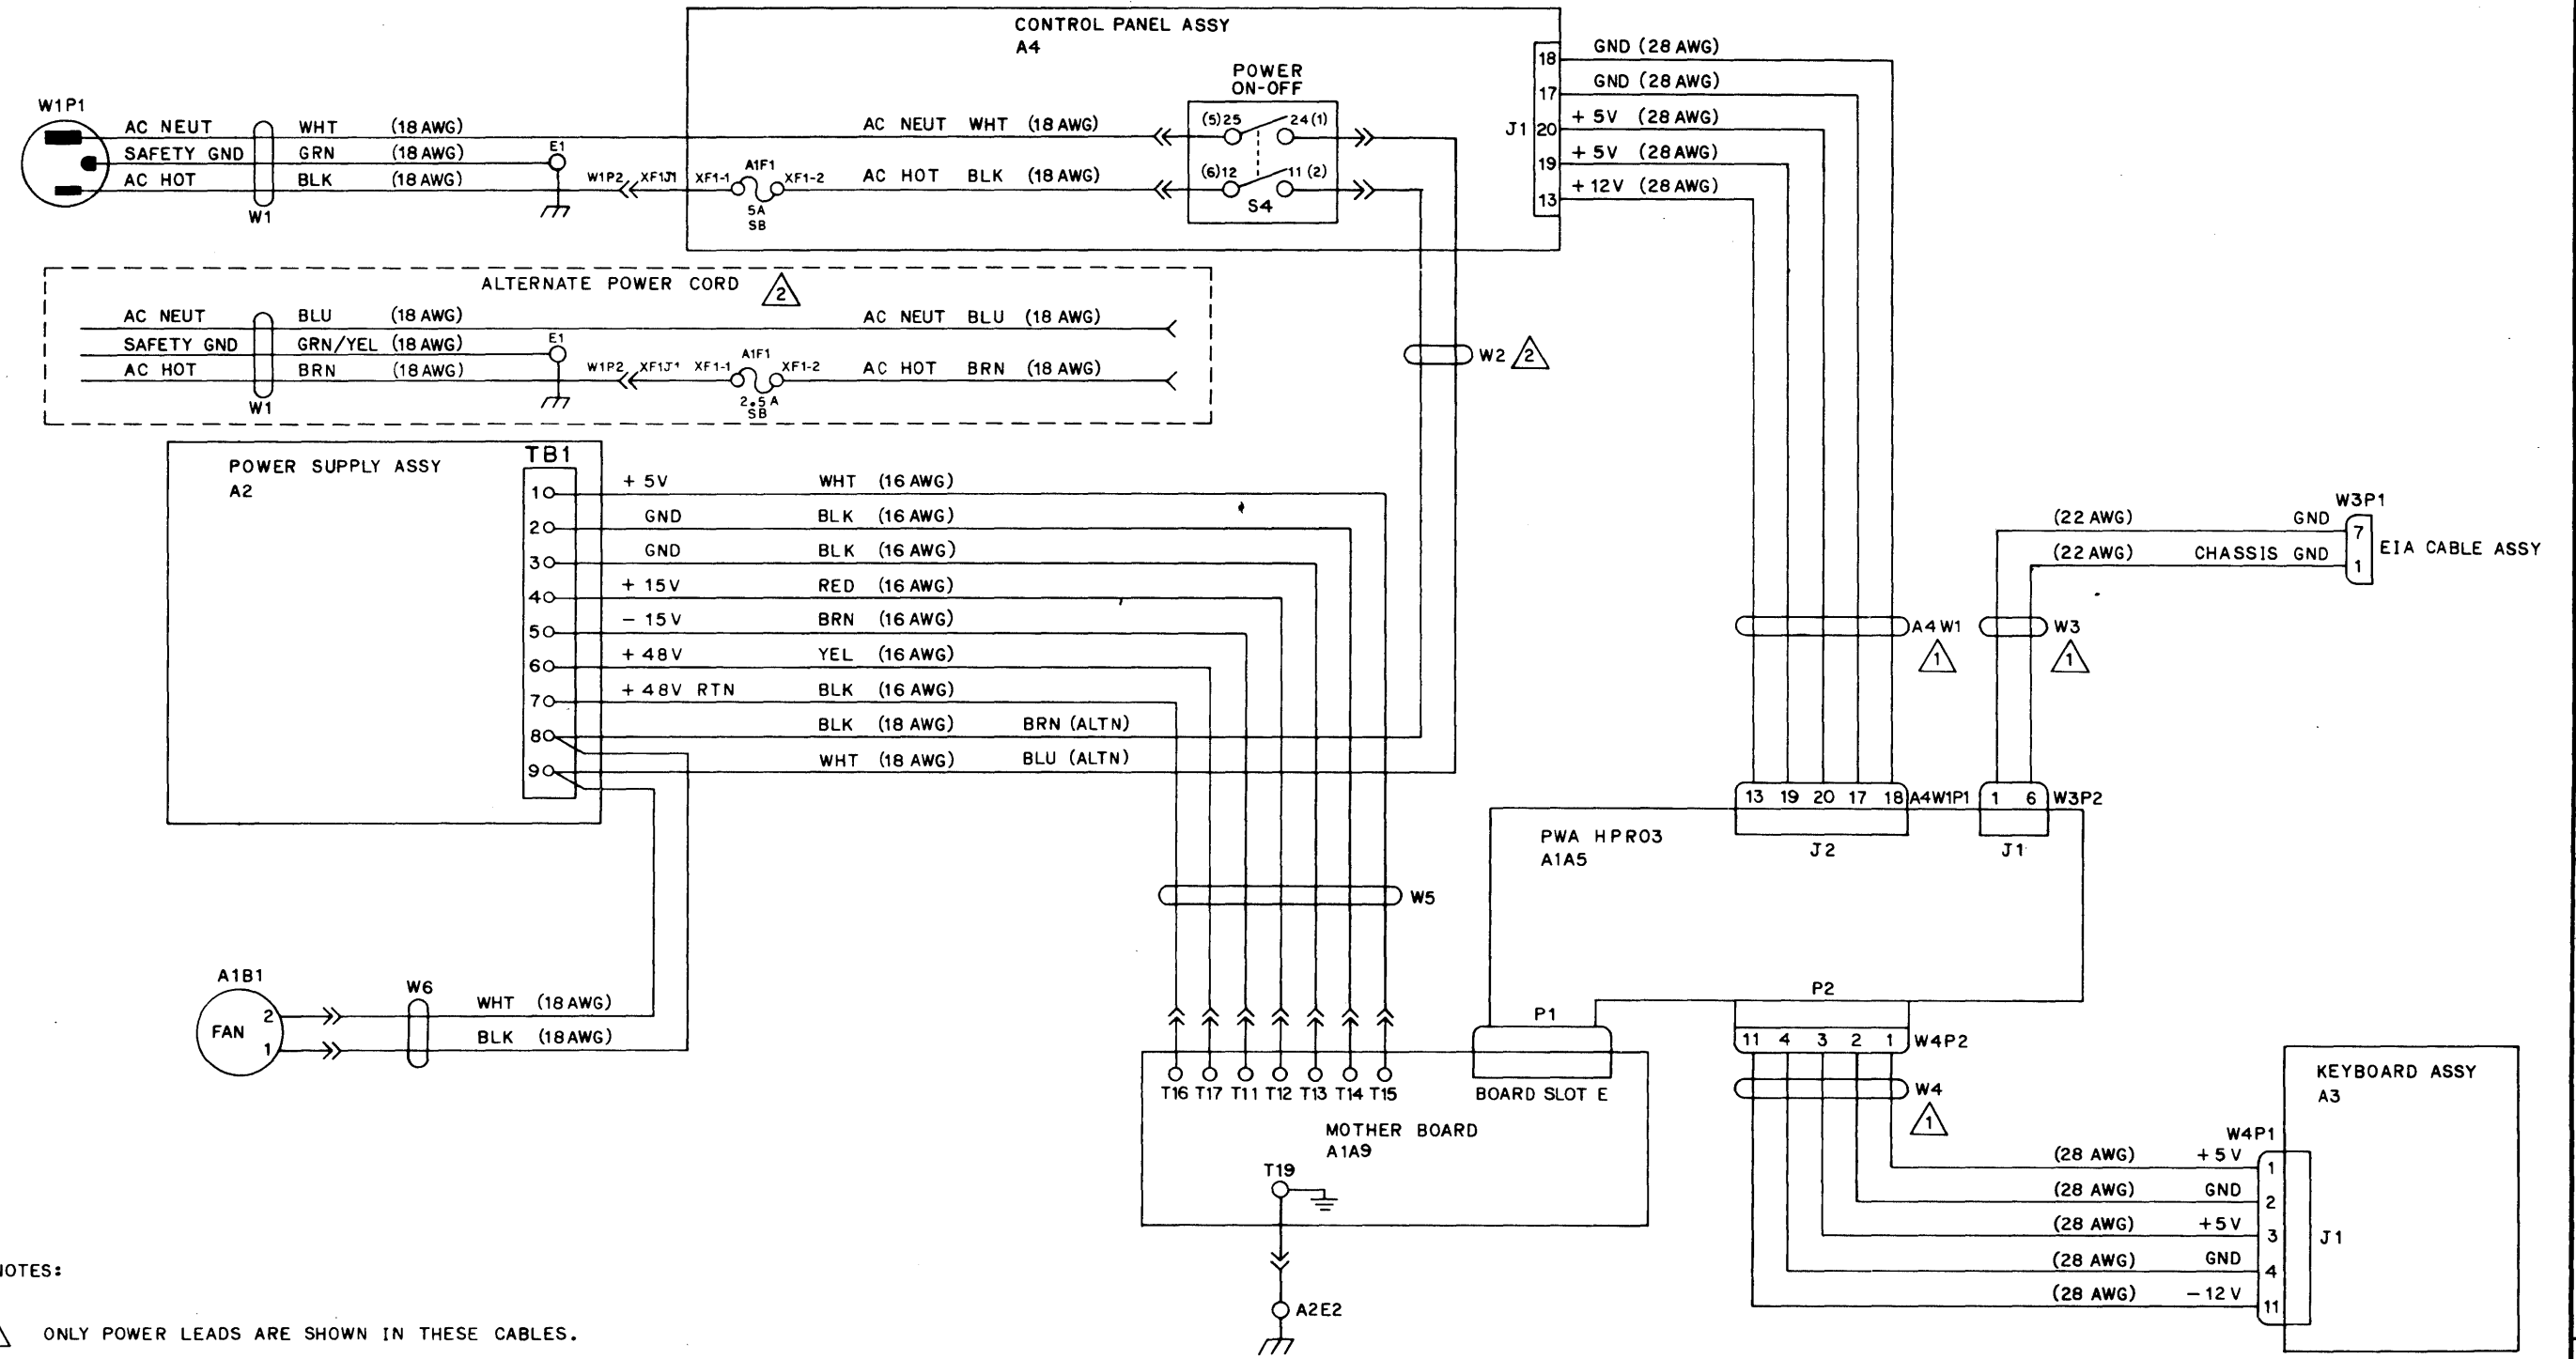 CONTROL PANEL ASSY
A4
POWER
ON-OFF
W1P1
AC NEUT WHT (18 AWG)
SAFETY GND GRN (18 AWG)
AC HOT BLK (18 AWG)
W1
E1
W1P2 XF1J1 XF1-1 A1F1 XF1-2
5A
SB
AC NEUT WHT (18 AWG)
AC HOT BLK (18 AWG)
(5)25 24(1)
(6)12 11(2)
S4
J1
18 GND (28 AWG)
17 GND (28 AWG)
20 + 5V (28 AWG)
19 + 5V (28 AWG)
13 + 12V (28 AWG)
ALTERNATE POWER CORD 2
AC NEUT BLU (18 AWG)
SAFETY GND GRN/YEL (18 AWG)
AC HOT BRN (18 AWG)
W1
E1
W1P2 XF1J1 XF1-1 A1F1 XF1-2
2.5A
SB
AC NEUT BLU (18 AWG)
AC HOT BRN (18 AWG)
W2 2
POWER SUPPLY ASSY
A2
TB1
1 + 5V WHT (16 AWG)
2 GND BLK (16 AWG)
3 GND BLK (16 AWG)
4 + 15V RED (16 AWG)
5 - 15V BRN (16 AWG)
6 + 48V YEL (16 AWG)
7 + 48V RTN BLK (16 AWG)
8 BLK (18 AWG) BRN (ALTN)
9 WHT (18 AWG) BLU (ALTN)
W3P1
(22 AWG) GND 7
(22 AWG) CHASSIS GND 1
EIA CABLE ASSY
A4W1
1
W3
1
13 19 20 17 18 A4W1P1
1 6 W3P2
PWA HPR03
A1A5
J2
J1
W5
A1B1
FAN
2
1
W6
WHT (18 AWG)
BLK (18 AWG)
P1
P2
11 4 3 2 1 W4P2
T16 T17 T11 T12 T13 T14 T15
BOARD SLOT E
MOTHER BOARD
A1A9
T19
A2E2
W4
1
KEYBOARD ASSY
A3
W4P1
(28 AWG) + 5V 1
(28 AWG) GND 2
(28 AWG) +5V 3
(28 AWG) GND 4
(28 AWG) - 12V 11
J1
NOTES:
ONLY POWER LEADS ARE SHOWN IN THESE CABLES.